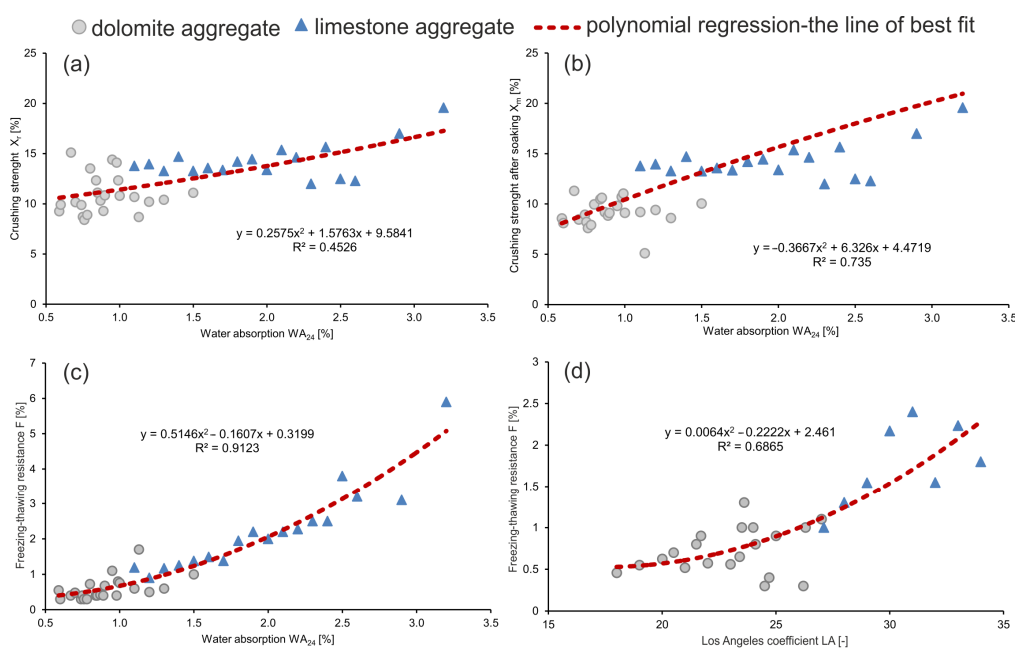 dolomite aggregate limestone aggregate polynomial regression-the line of best fit
(a)
25
20
15
10
5
0
0.5 1.0 1.5 2.0 2.5 3.0 3.5
Crushing strenght Xr [%]
Water absorption WA24 [%]
y = 0.2575x² + 1.5763x + 9.5841
R² = 0.4526
(b)
25
20
15
10
5
0
0.5 1.0 1.5 2.0 2.5 3.0 3.5
Crushing strenght after soaking Xm [%]
Water absorption WA24 [%]
y = −0.3667x² + 6.326x + 4.4719
R² = 0.735
(c)
7
6
5
4
3
2
1
0
0.5 1.0 1.5 2.0 2.5 3.0 3.5
Freezing-thawing resistance F [%]
Water absorption WA24 [%]
y = 0.5146x² − 0.1607x + 0.3199
R² = 0.9123
(d)
3
2.5
2
1.5
1
0.5
0
15 20 25 30 35
Freezing-thawing resistance F [%]
Los Angeles coefficient LA [-]
y = 0.0064x² − 0.2222x + 2.461
R² = 0.6865